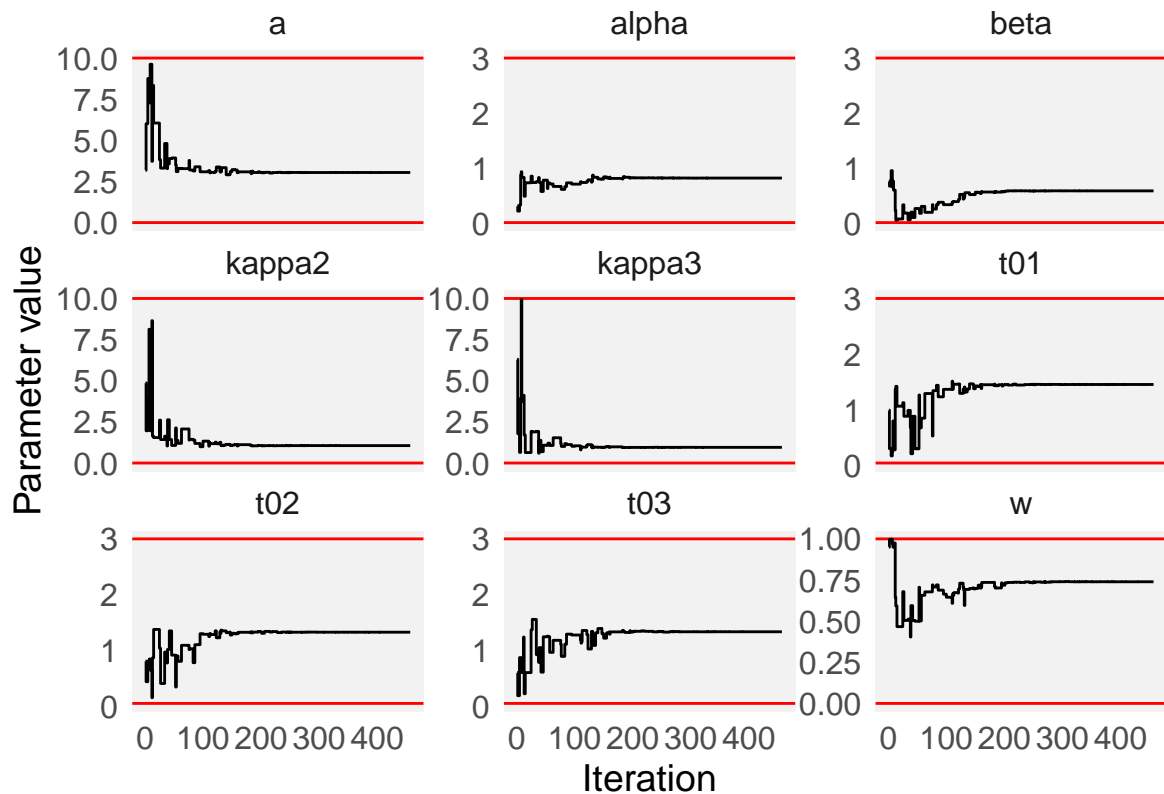 a alpha beta
10.0 3 3
7.5 2 2
5.0
2.5 1 1
0.0 0 0
Parameter value
kappa2 kappa3 t01
10.0 10.0 3
7.5 7.5 2
5.0 5.0
2.5 2.5 1
0.0 0.0 0
t02 t03 w
3 3 1.00
2 2 0.75
0.50
1 1 0.25
0 0 0.00
0 100 200 300 400 0 100 200 300 400 0 100 200 300 400
Iteration